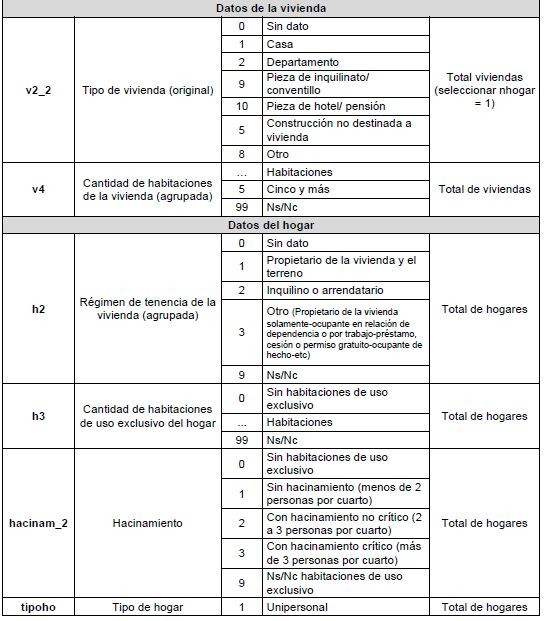 Datos de la vivienda
v2_2
Tipo de vivienda (original)
0 Sin dato
1 Casa
2 Departamento
9 Pieza de inquilinato/
conventillo
10 Pieza de hotel/ pensión
5 Construcción no destinada a
vivienda
8 Otro
Total viviendas
(seleccionar nhogar
= 1)
v4
Cantidad de habitaciones
de la vivienda (agrupada)
... Habitaciones
5 Cinco y más
99 Ns/Nc
Total de viviendas
Datos del hogar
h2
Régimen de tenencia de la
vivienda (agrupada)
0 Sin dato
1 Propietario de la vivienda y el
terreno
2 Inquilino o arrendatario
3 Otro (Propietario de la vivienda
solamente-ocupante en relación de
dependencia o por trabajo-préstamo,
cesión o permiso gratuito-ocupante de
hecho-etc)
9 Ns/Nc
Total de hogares
h3
Cantidad de habitaciones
de uso exclusivo del hogar
0 Sin habitaciones de uso
exclusivo
... Habitaciones
99 Ns/Nc
Total de hogares
hacinam_2
Hacinamiento
0 Sin habitaciones de uso
exclusivo
1 Sin hacinamiento (menos de 2
personas por cuarto)
2 Con hacinamiento no crítico (2
a 3 personas por cuarto)
3 Con hacinamiento crítico (más
de 3 personas por cuarto)
9 Ns/Nc habitaciones de uso
exclusivo
Total de hogares
tipoho
Tipo de hogar
1 Unipersonal
Total de hogares